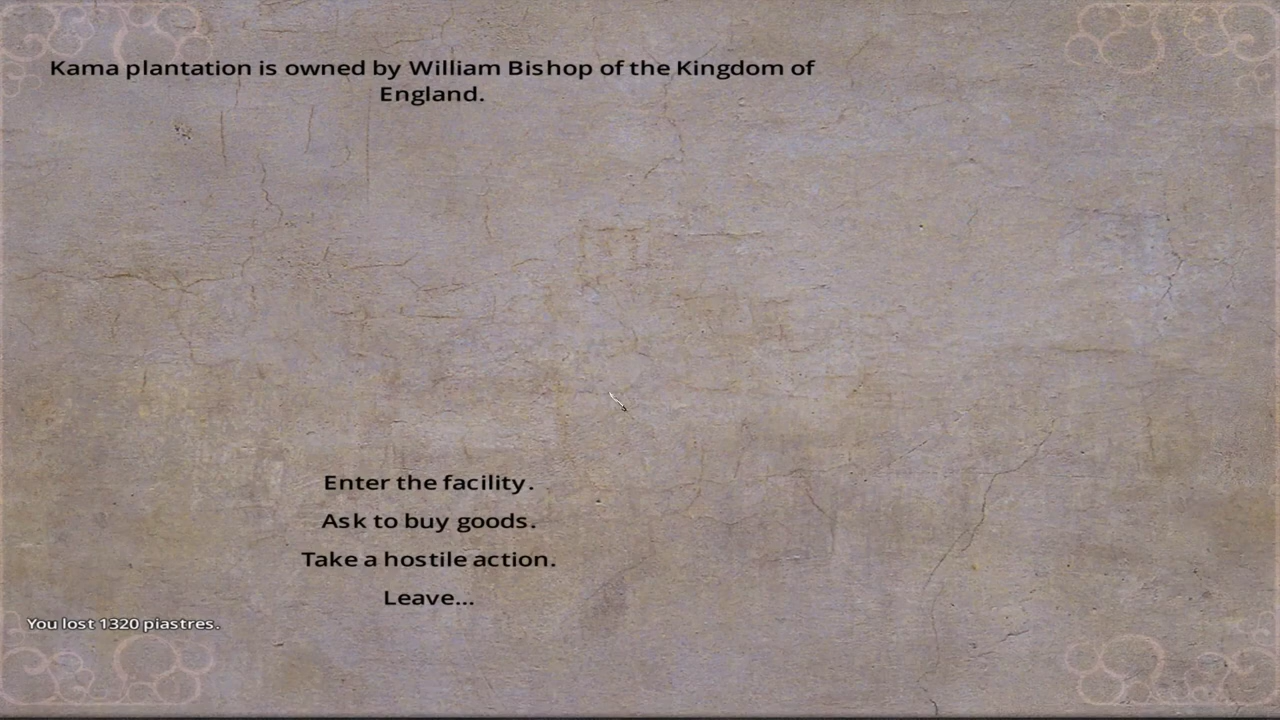 Kama plantation is owned by William Bishop of the Kingdom of
England.
Enter the facility.
Ask to buy goods.
Take a hostile action.
Leave...
You lost 1320 piastres.